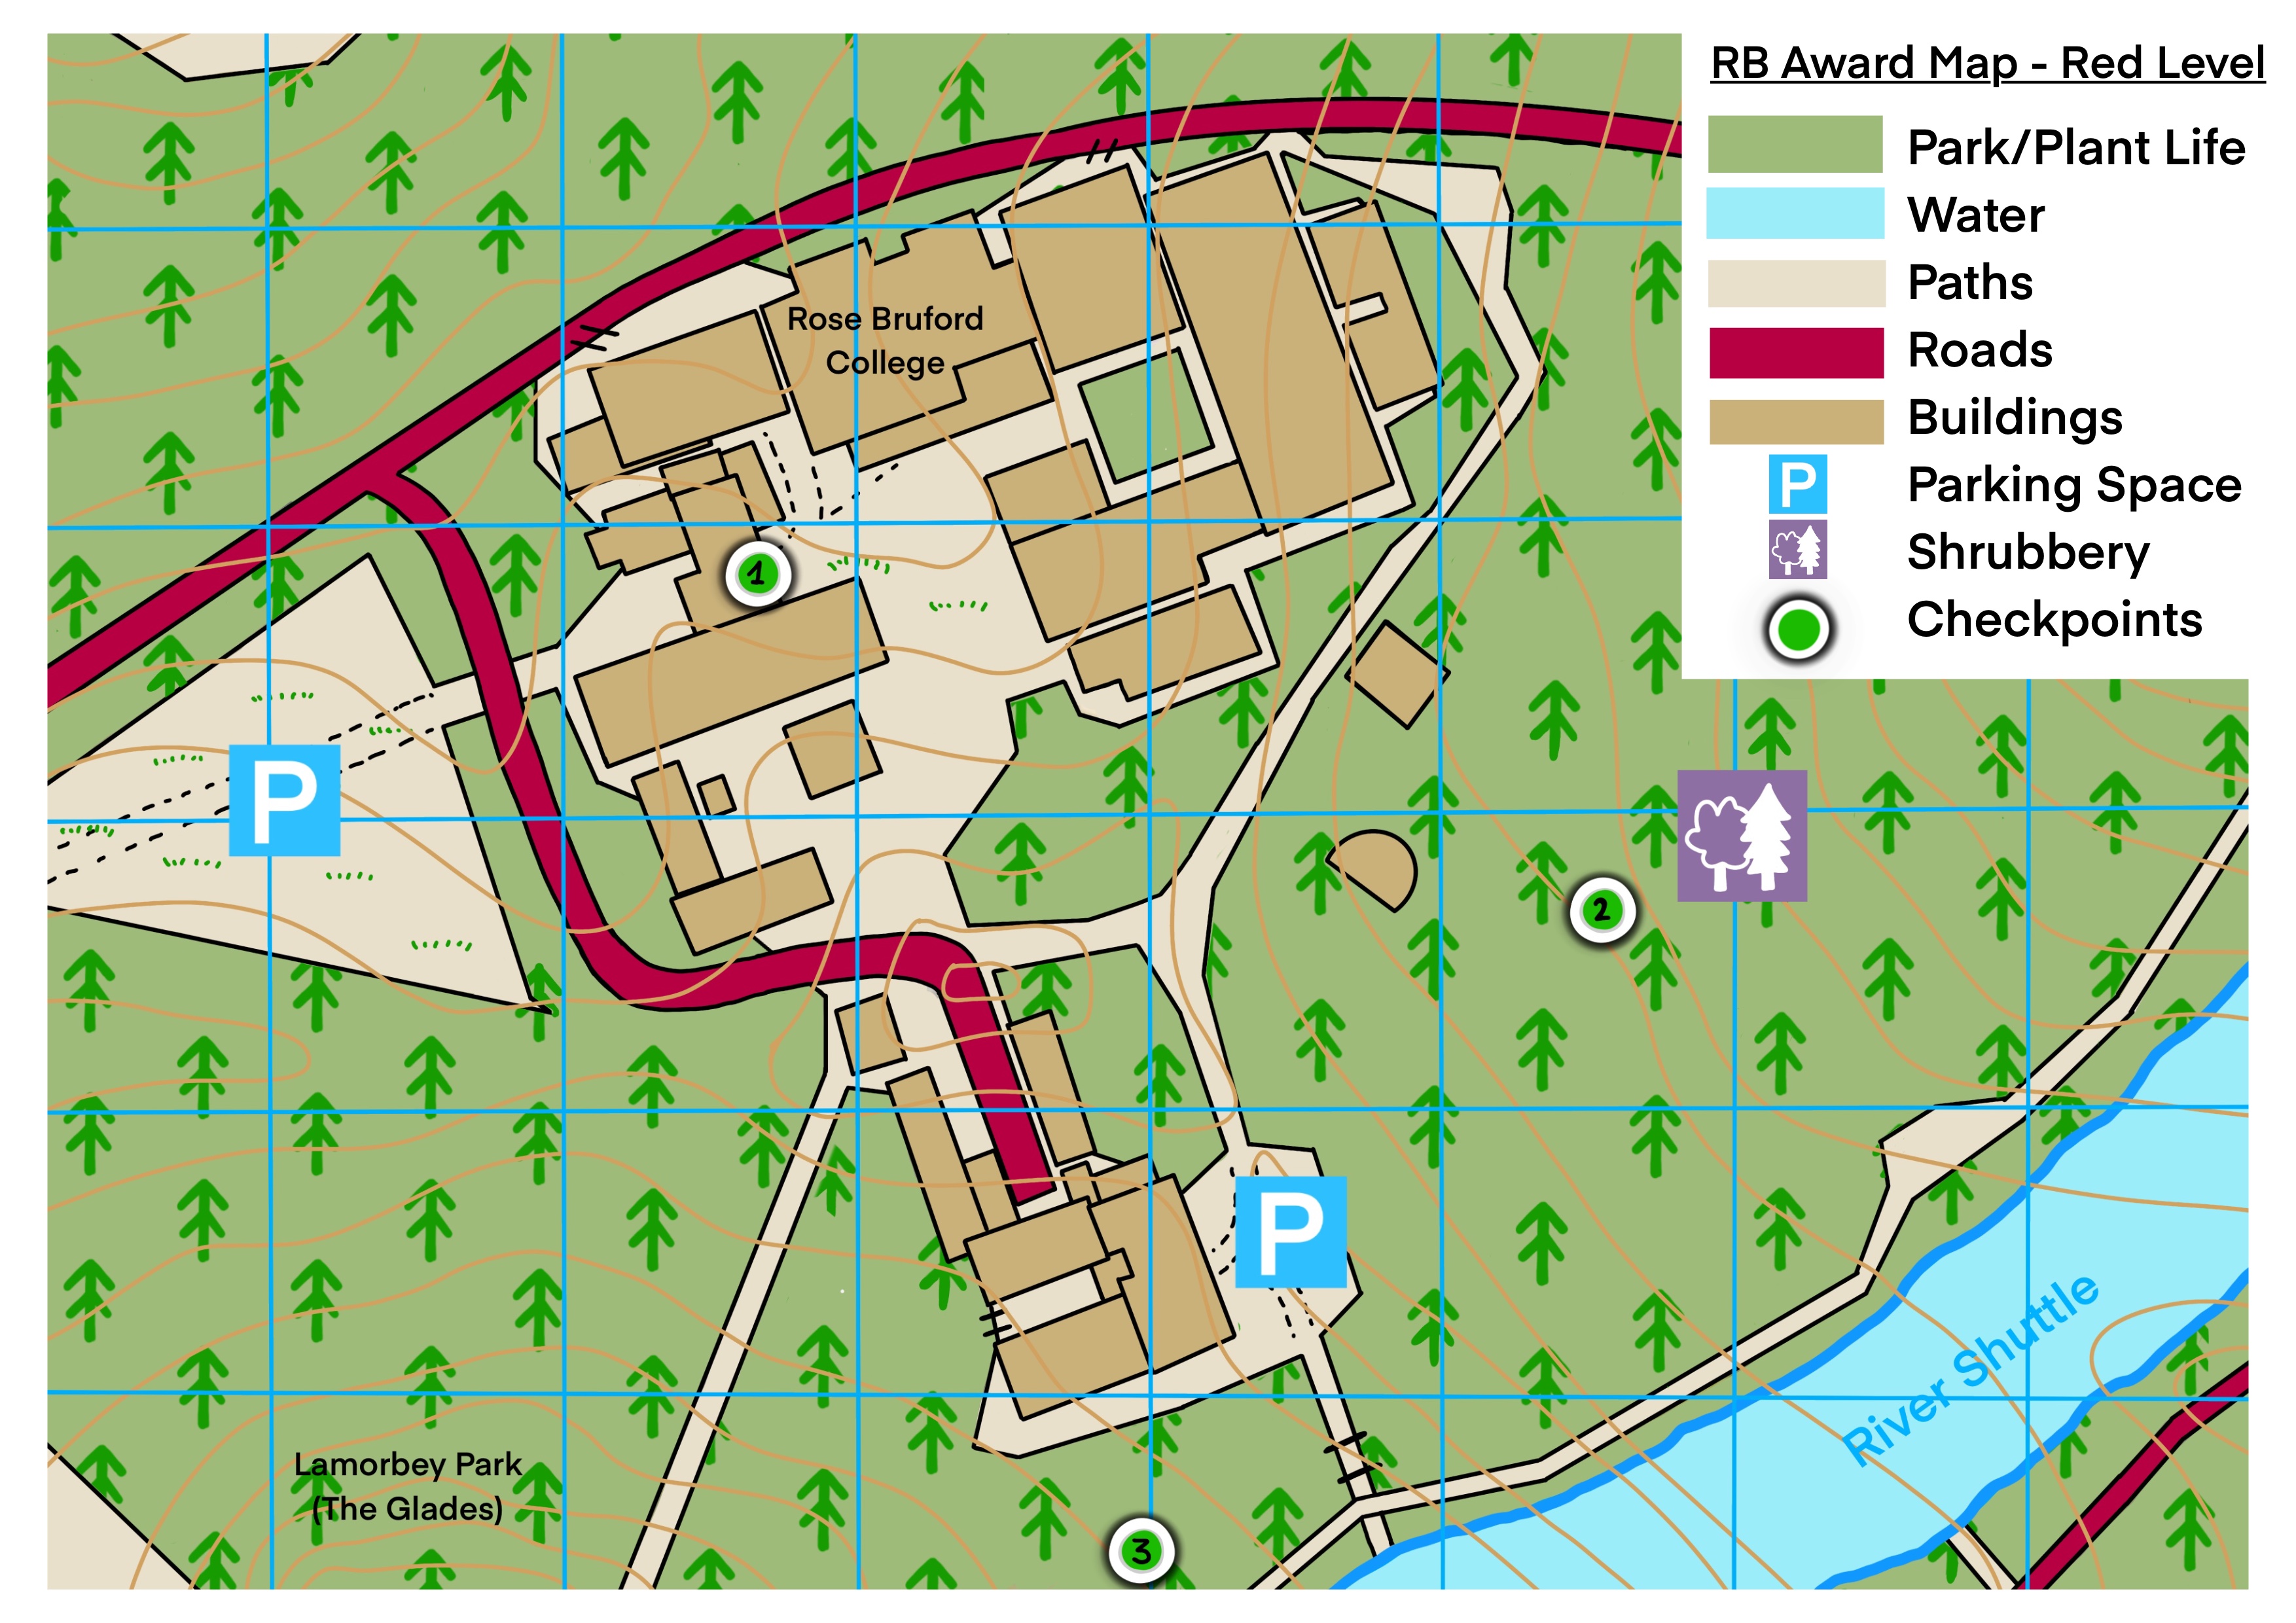 RB Award Map - Red Level
Park/Plant Life
Water
Paths
Roads
Buildings
P
Parking Space
Shrubbery
Checkpoints
Rose Bruford
College
1
P
2
P
River Shuttle
Lamorbey Park
(The Glades)
3